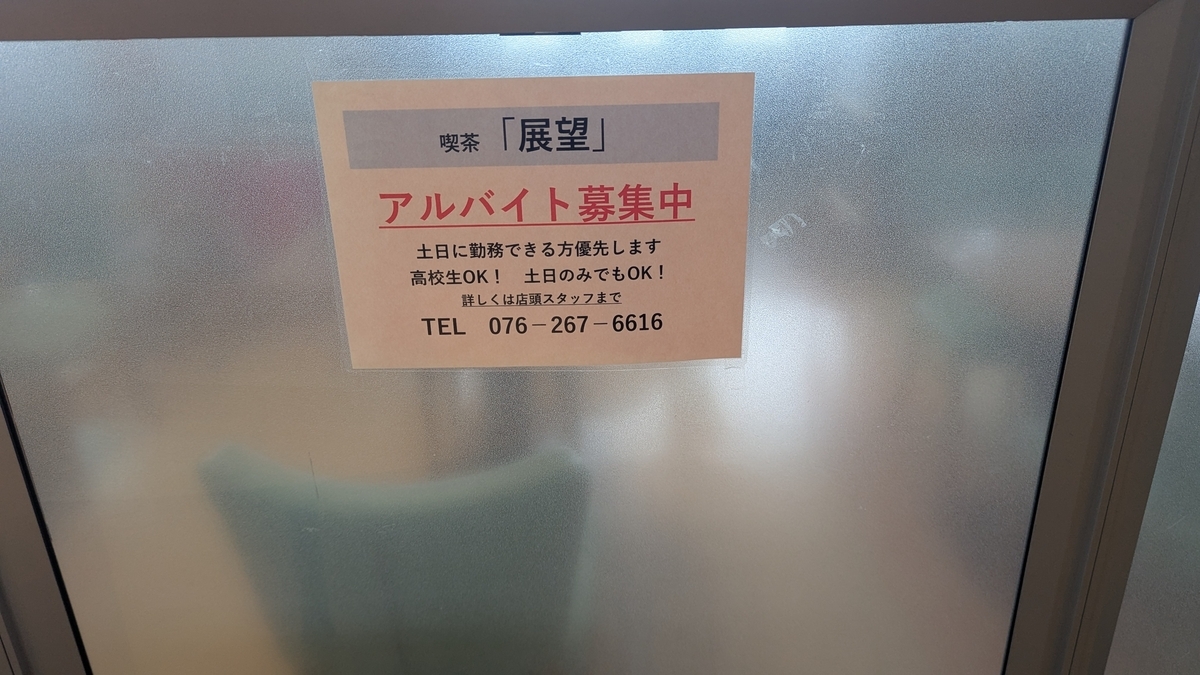 喫茶「展望」
アルバイト募集中
土日に勤務できる方優先します
高校生OK！　土日のみでもOK！
詳しくは店頭スタッフまで
TEL　076－267－6616